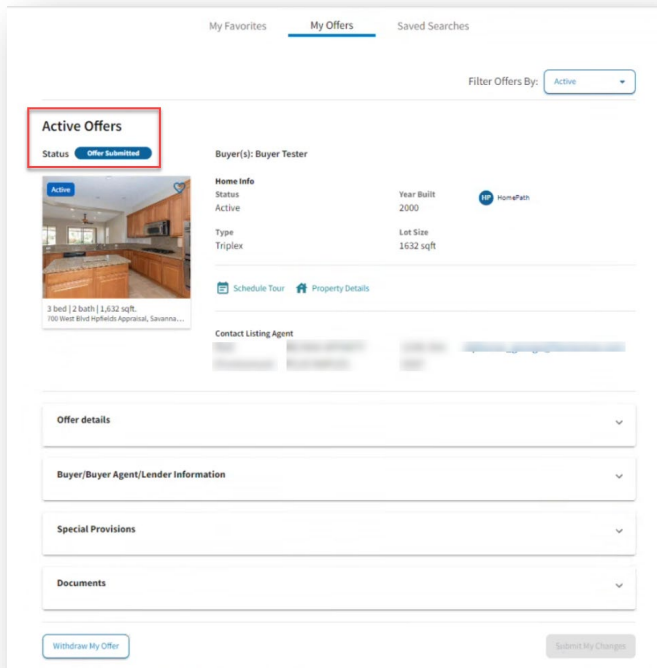 My Favorites My Offers Saved Searches
Filter Offers By: Active
Active Offers
Status Offer Submitted
Buyer(s): Buyer Tester
Active
Home Info
Status Year Built
Active 2000
HP HomePath
Type Lot Size
Triplex 1632 sqft
Schedule Tour Property Details
3 bed | 2 bath | 1,632 sqft.
700 West Blvd Hpfields Appraisal, Savanna...
Contact Listing Agent
Offer details
Buyer/Buyer Agent/Lender Information
Special Provisions
Documents
Withdraw My Offer Submit My Changes